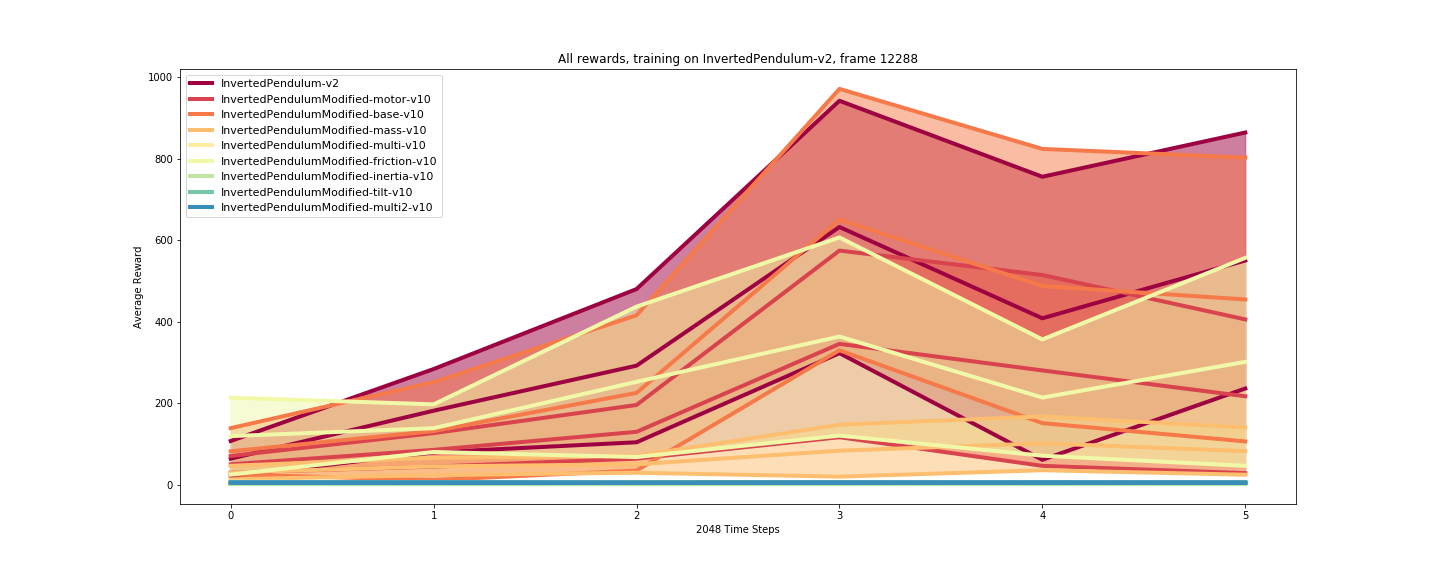 All rewards, training on InvertedPendulum-v2, frame 12288
1000
800
600
400
200
0
Average Reward
InvertedPendulum-v2
InvertedPendulumModified-motor-v10
InvertedPendulumModified-base-v10
InvertedPendulumModified-mass-v10
InvertedPendulumModified-multi-v10
InvertedPendulumModified-friction-v10
InvertedPendulumModified-inertia-v10
InvertedPendulumModified-tilt-v10
InvertedPendulumModified-multi2-v10
0 1 2 3 4 5
2048 Time Steps